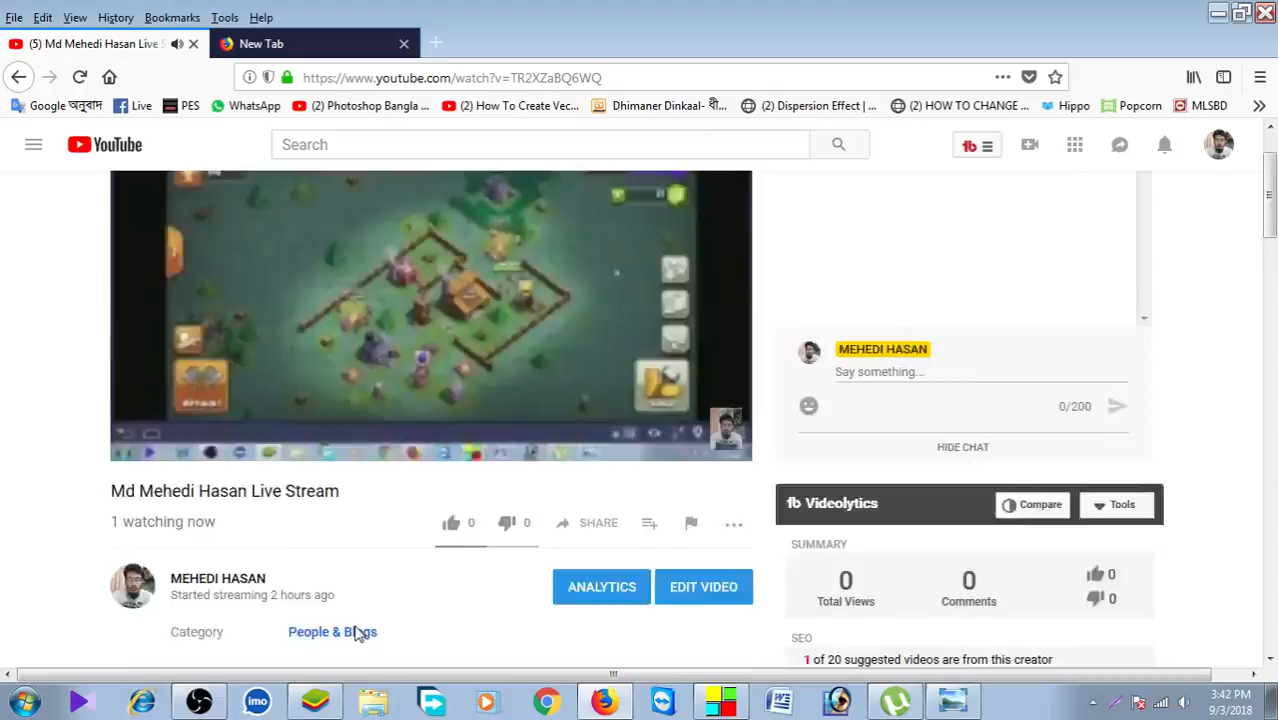 File Edit View History Bookmarks Tools Help
(5) Md Mehedi Hasan Live S
New Tab
https://www.youtube.com/watch?v=TR2XZaBQ6WQ
Google অনুবাদ
Live
PES
WhatsApp
(2) Photoshop Bangla ...
(2) How To Create Vec...
Dhimaner Dinkaal- ধী...
(2) Dispersion Effect | ...
(2) HOW TO CHANGE ...
Hippo
Popcorn
MLSBD
YouTube
Search
MEHEDI HASAN
Say something...
0/200
HIDE CHAT
Md Mehedi Hasan Live Stream
1 watching now
0
0
SHARE
Videolytics
Compare
Tools
SUMMARY
0
Total Views
0
Comments
0
0
MEHEDI HASAN
Started streaming 2 hours ago
ANALYTICS
EDIT VIDEO
Category
People & Blogs
SEO
1 of 20 suggested videos are from this creator
imo
3:42 PM
9/3/2018